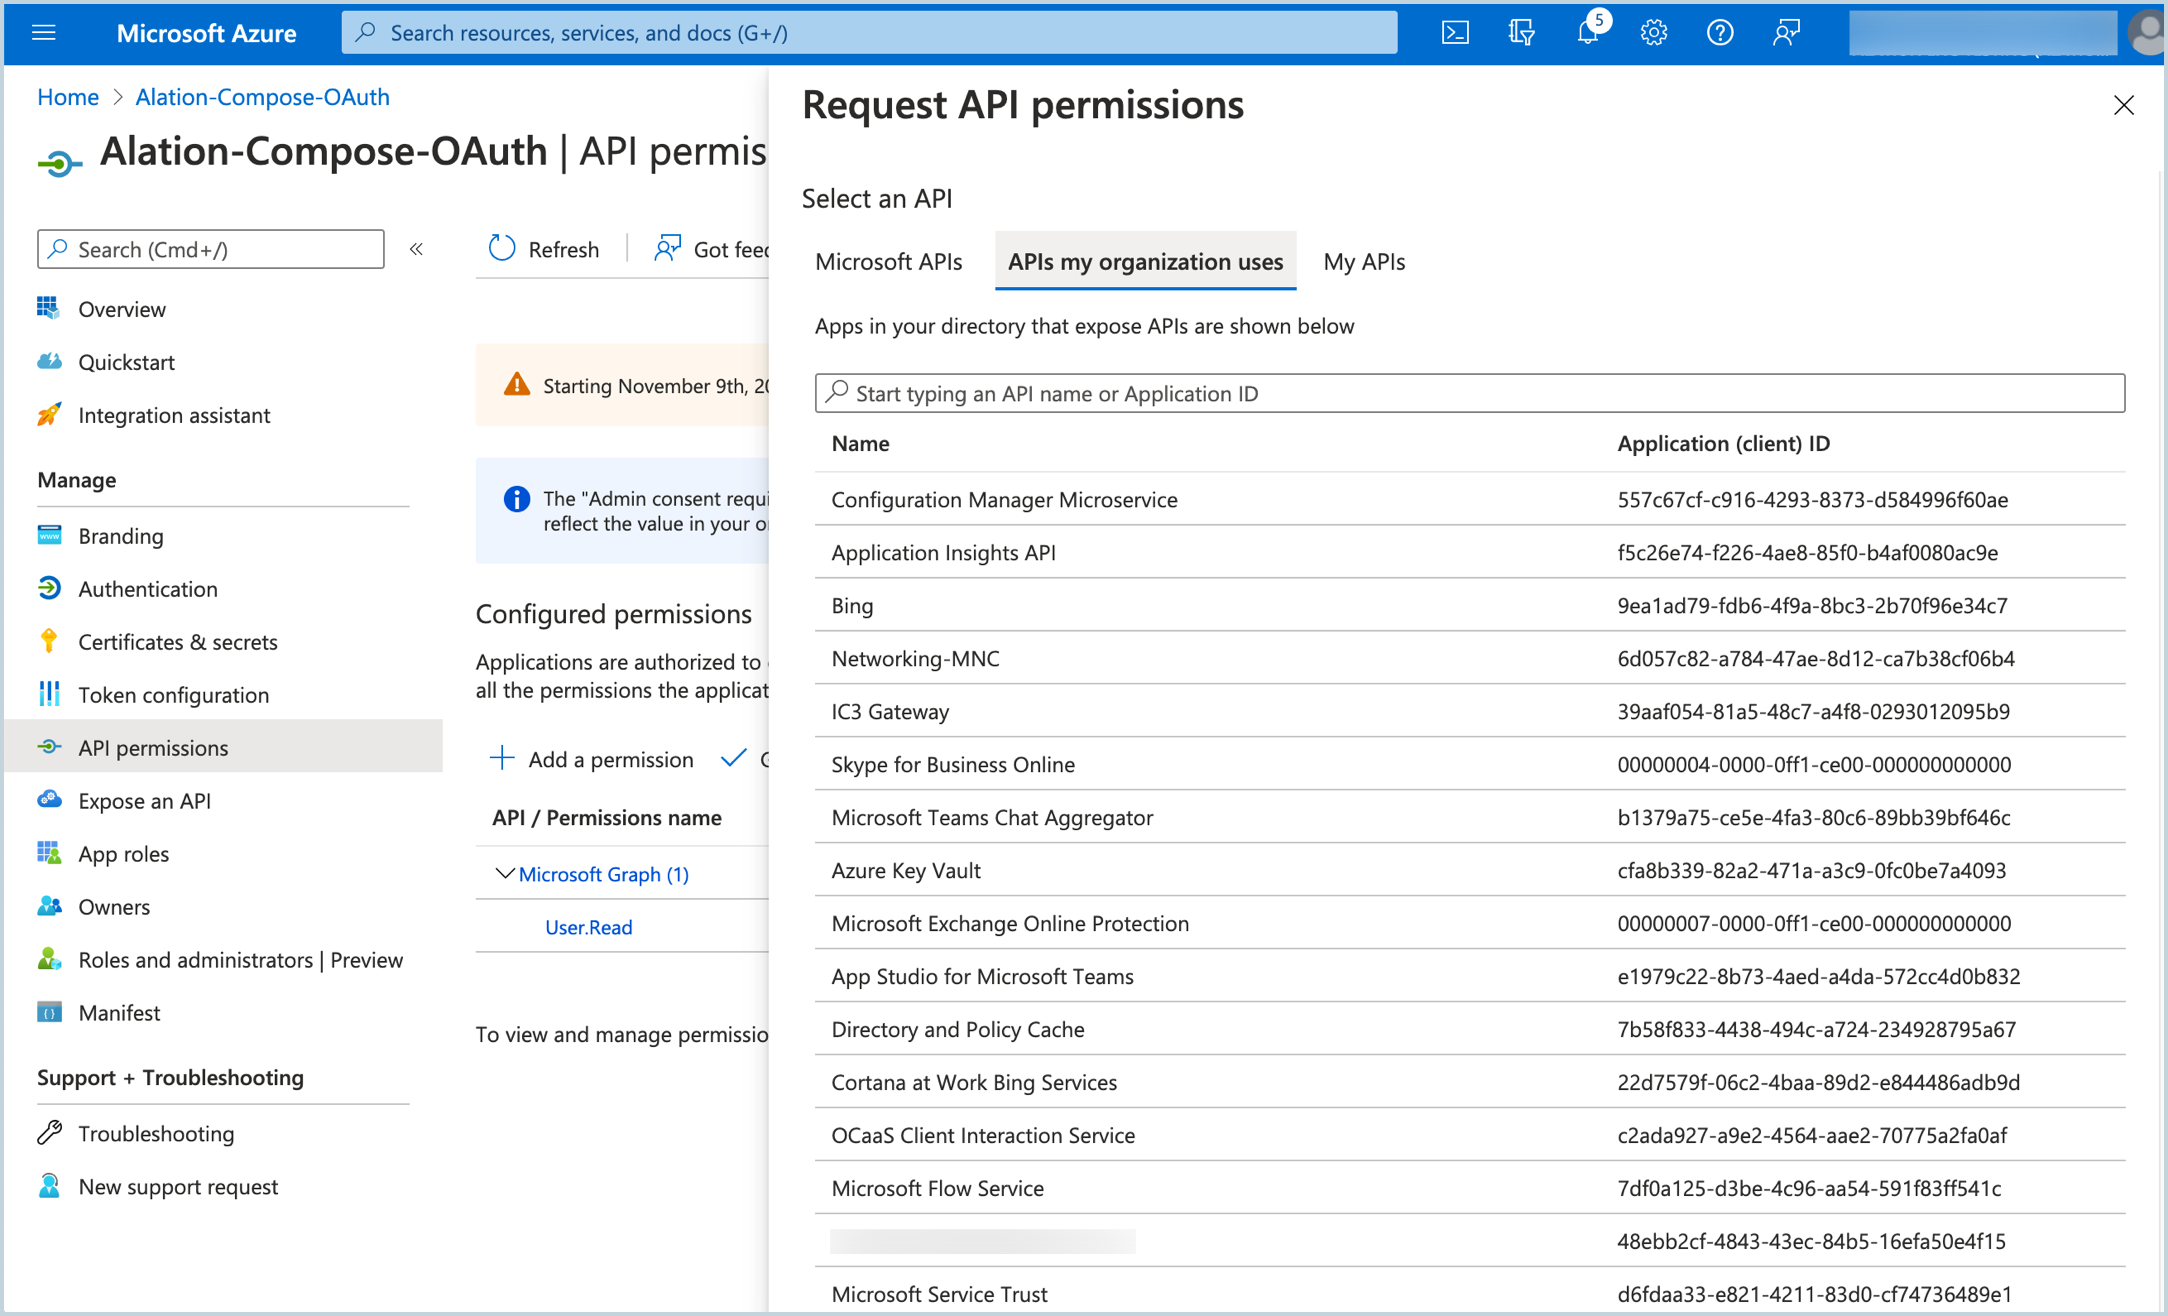 Microsoft Azure
Search resources, services, and docs (G+/)
5
Home > Alation-Compose-OAuth
Alation-Compose-OAuth | API permis
Search (Cmd+/)
«
Overview
Quickstart
Integration assistant
Manage
Branding
Authentication
Certificates & secrets
Token configuration
API permissions
Expose an API
App roles
Owners
Roles and administrators | Preview
Manifest
Support + Troubleshooting
Troubleshooting
New support request
Refresh
Got feed
Starting November 9th, 20
The "Admin consent requi
reflect the value in your o
Configured permissions
Applications are authorized to
all the permissions the applicat
Add a permission
API / Permissions name
Microsoft Graph (1)
User.Read
To view and manage permissio
Request API permissions
Select an API
Microsoft APIs
APIs my organization uses
My APIs
Apps in your directory that expose APIs are shown below
Start typing an API name or Application ID
Name Application (client) ID
Configuration Manager Microservice 557c67cf-c916-4293-8373-d584996f60ae
Application Insights API f5c26e74-f226-4ae8-85f0-b4af0080ac9e
Bing 9ea1ad79-fdb6-4f9a-8bc3-2b70f96e34c7
Networking-MNC 6d057c82-a784-47ae-8d12-ca7b38cf06b4
IC3 Gateway 39aaf054-81a5-48c7-a4f8-0293012095b9
Skype for Business Online 00000004-0000-0ff1-ce00-000000000000
Microsoft Teams Chat Aggregator b1379a75-ce5e-4fa3-80c6-89bb39bf646c
Azure Key Vault cfa8b339-82a2-471a-a3c9-0fc0be7a4093
Microsoft Exchange Online Protection 00000007-0000-0ff1-ce00-000000000000
App Studio for Microsoft Teams e1979c22-8b73-4aed-a4da-572cc4d0b832
Directory and Policy Cache 7b58f833-4438-494c-a724-234928795a67
Cortana at Work Bing Services 22d7579f-06c2-4baa-89d2-e844486adb9d
OCaaS Client Interaction Service c2ada927-a9e2-4564-aae2-70775a2fa0af
Microsoft Flow Service 7df0a125-d3be-4c96-aa54-591f83ff541c
48ebb2cf-4843-43ec-84b5-16efa50e4f15
Microsoft Service Trust d6fdaa33-e821-4211-83d0-cf74736489e1